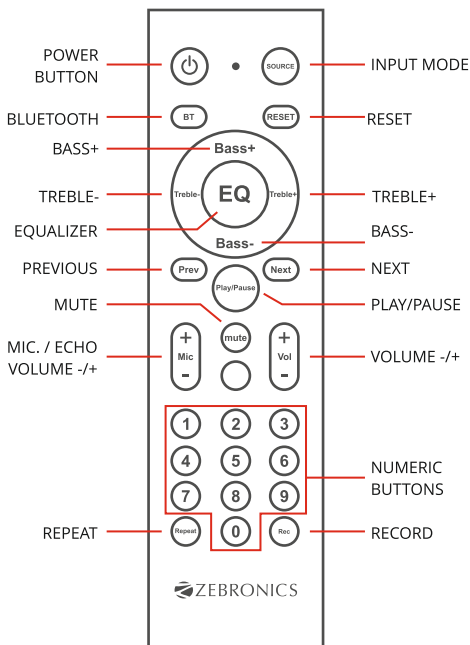 POWER
BUTTON
SOURCE
INPUT MODE
BLUETOOTH
BT
RESET
RESET
BASS+
Bass+
TREBLE-
Treble-
EQ
Treble+
TREBLE+
EQUALIZER
Bass-
BASS-
PREVIOUS
Prev
Next
NEXT
Play/Pause
MUTE
PLAY/PAUSE
mute
MIC. / ECHO
VOLUME -/+
+
Mic
-
+
Vol
-
VOLUME -/+
1 2 3
4 5 6
7 8 9
NUMERIC
BUTTONS
REPEAT
Repeat
0
Rec
RECORD
ZEBRONICS